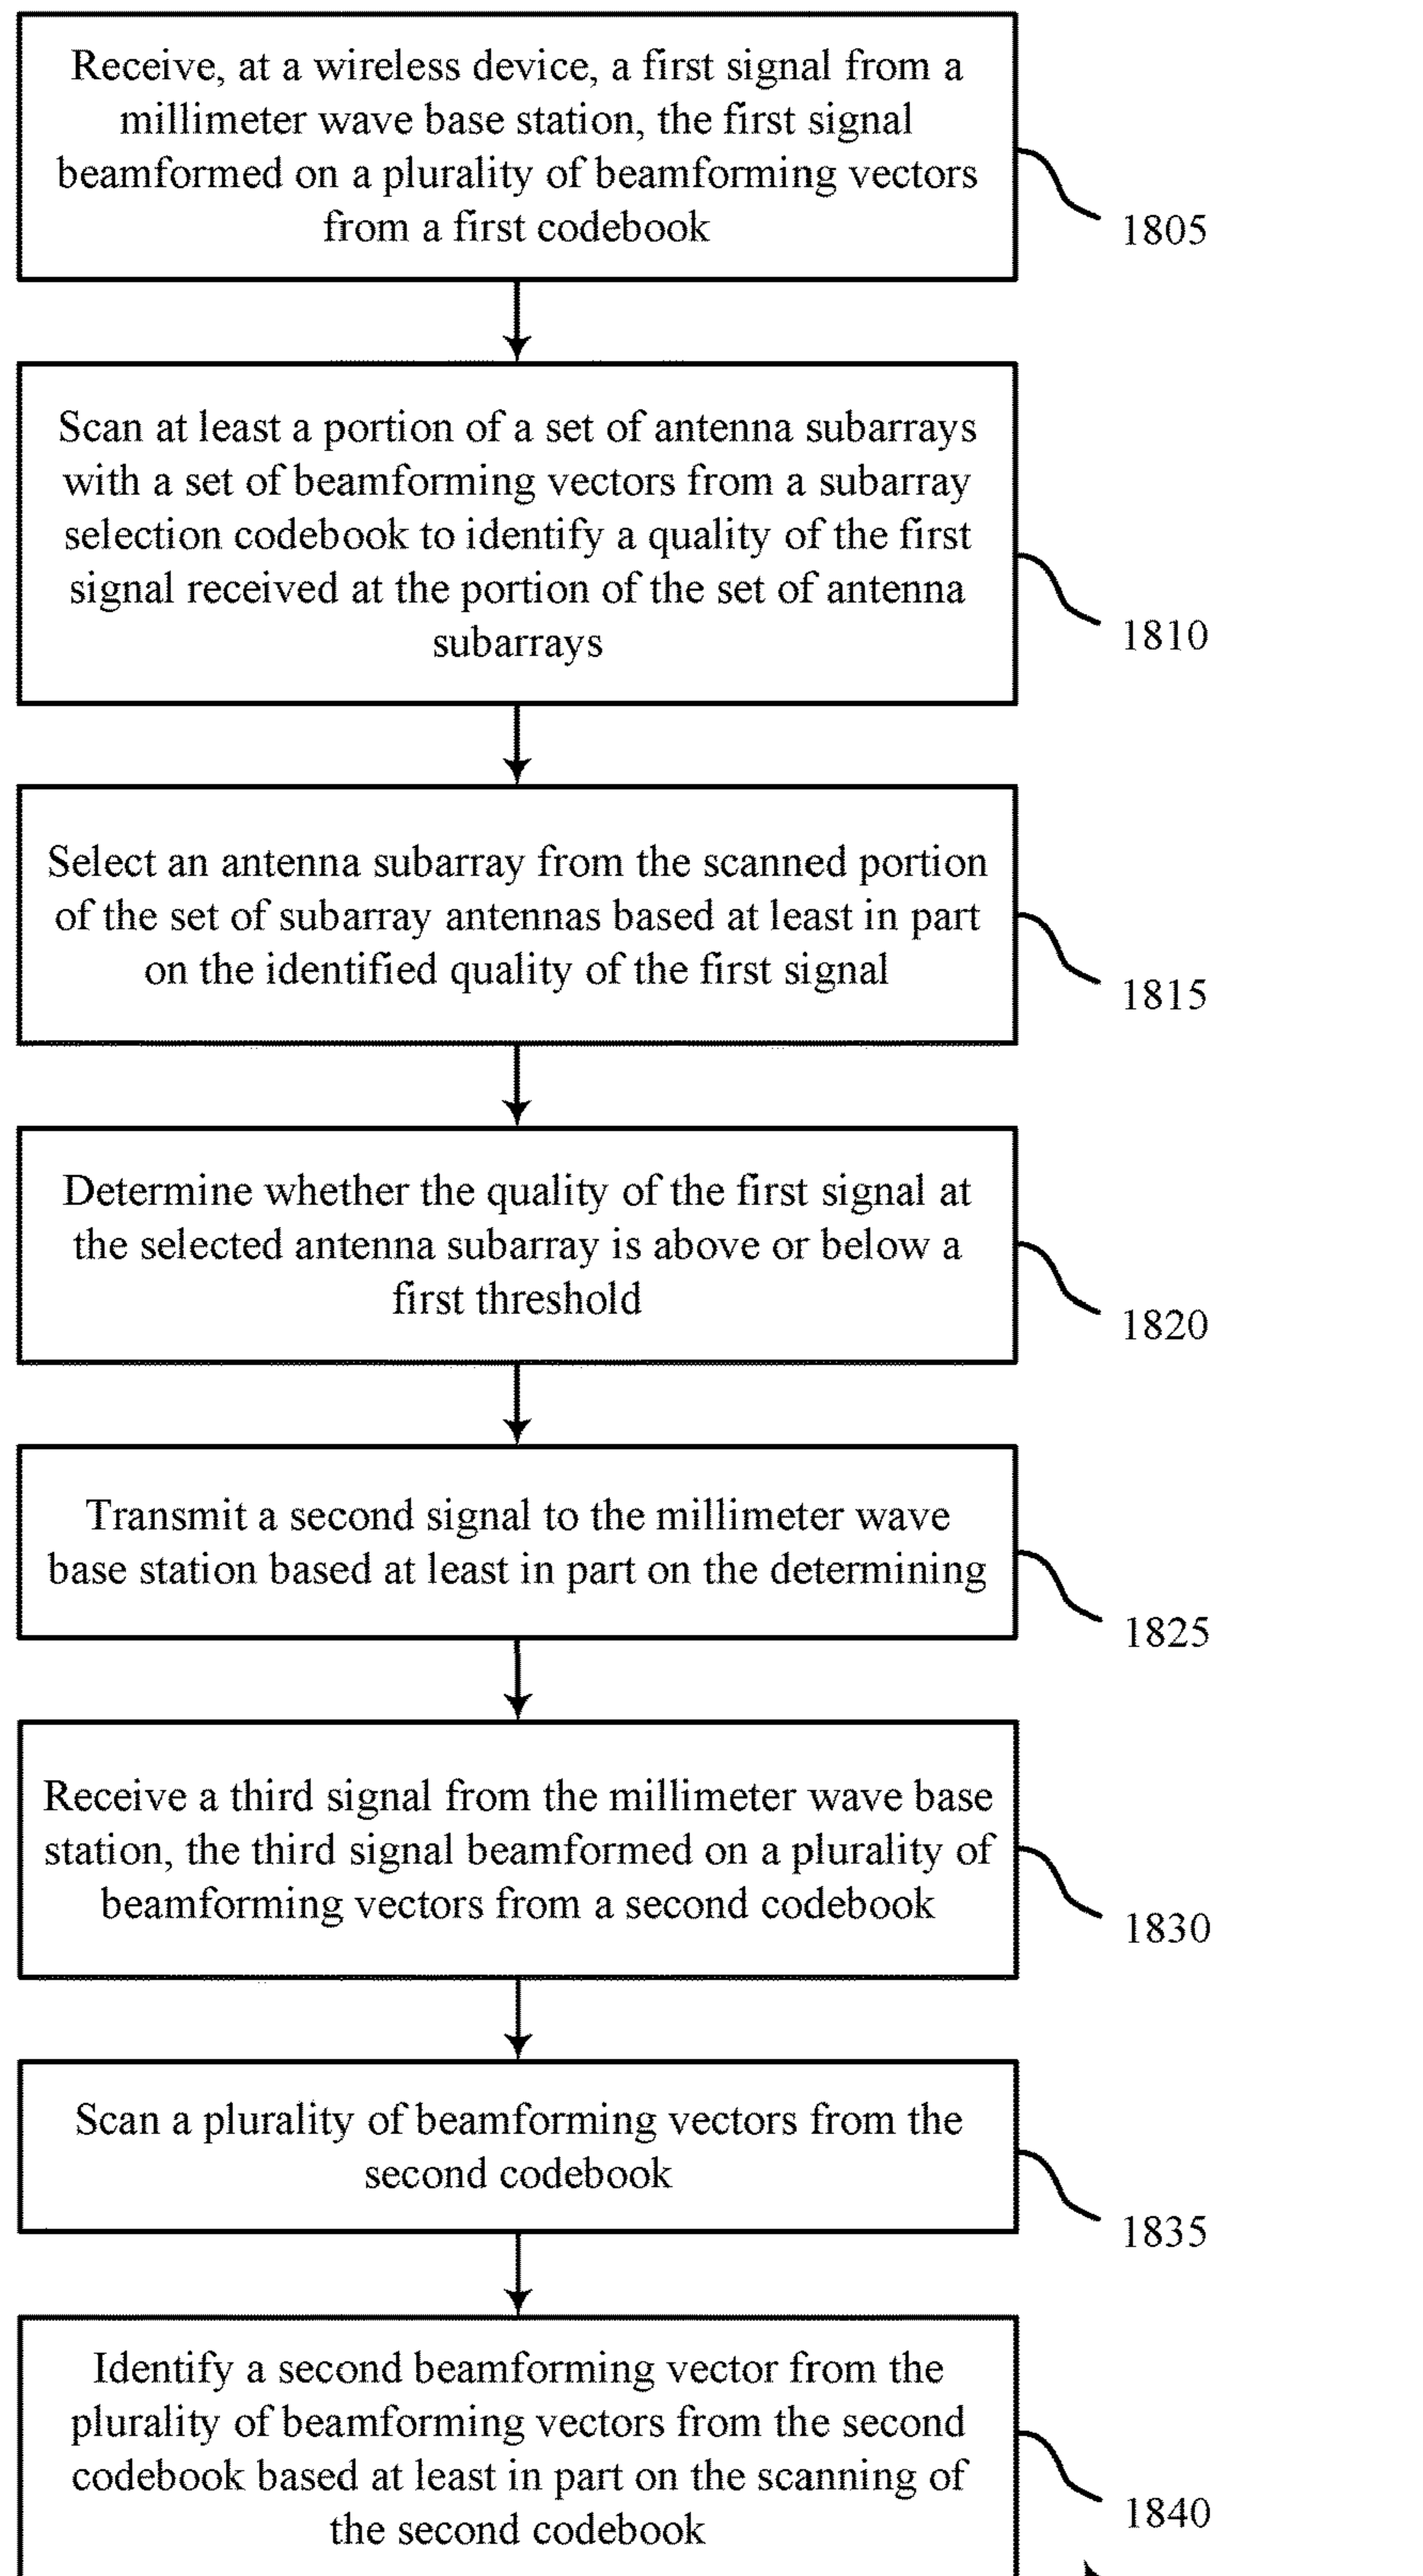 Receive, at a wireless device, a first signal from a
millimeter wave base station, the first signal
beamformed on a plurality of beamforming vectors
from a first codebook
1805
Scan at least a portion of a set of antenna subarrays
with a set of beamforming vectors from a subarray
selection codebook to identify a quality of the first
signal received at the portion of the set of antenna
subarrays
1810
Select an antenna subarray from the scanned portion
of the set of subarray antennas based at least in part
on the identified quality of the first signal
1815
Determine whether the quality of the first signal at
the selected antenna subarray is above or below a
first threshold
1820
Transmit a second signal to the millimeter wave
base station based at least in part on the determining
1825
Receive a third signal from the millimeter wave base
station, the third signal beamformed on a plurality of
beamforming vectors from a second codebook
1830
Scan a plurality of beamforming vectors from the
second codebook
1835
Identify a second beamforming vector from the
plurality of beamforming vectors from the second
codebook based at least in part on the scanning of
the second codebook
1840